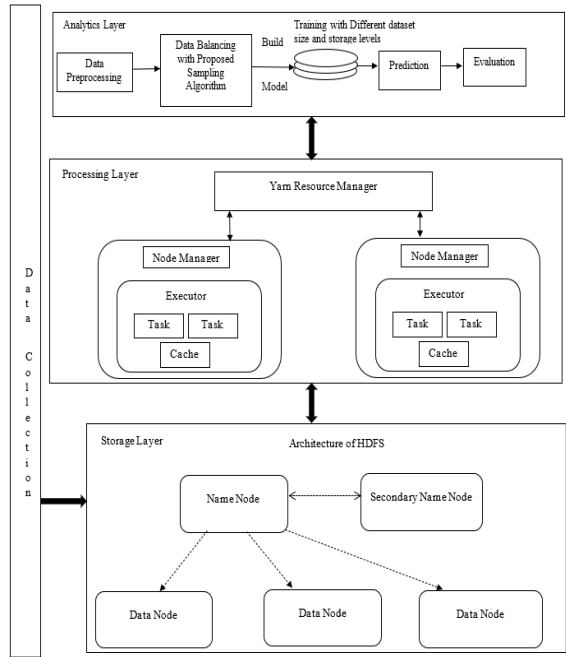 Analytics Layer
Training with Different dataset
size and storage levels
Data
Preprocessing
Data Balancing
with Proposed
Sampling
Algorithm
Build
Model
Prediction
Evaluation
Processing Layer
Yarn Resource Manager
Node Manager
Executor
Task
Task
Cache
Node Manager
Executor
Task
Task
Cache
D
a
t
a
C
o
l
l
e
c
t
i
o
n
Storage Layer
Architecture of HDFS
Name Node
Secondary Name Node
Data Node
Data Node
Data Node